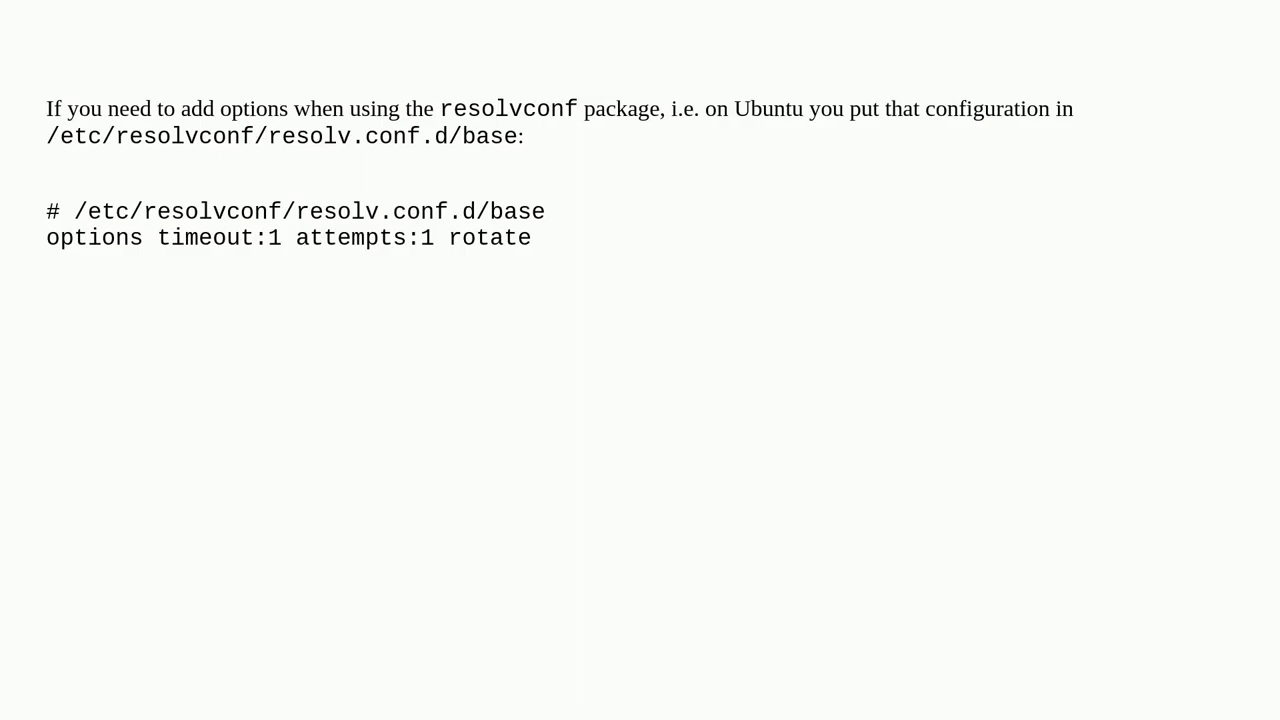 If you need to add options when using the resolvconf package, i.e. on Ubuntu you put that configuration in
/etc/resolvconf/resolv.conf.d/base:
# /etc/resolvconf/resolv.conf.d/base
options timeout:1 attempts:1 rotate